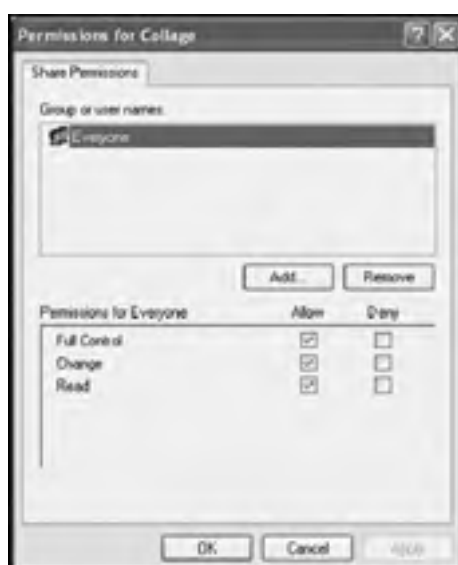 Permissions for Collage
Share Permissions
Group or user names:
Everyone
Add... Remove
Permissions for Everyone Allow Deny
Full Control
Change
Read
OK Cancel Apply